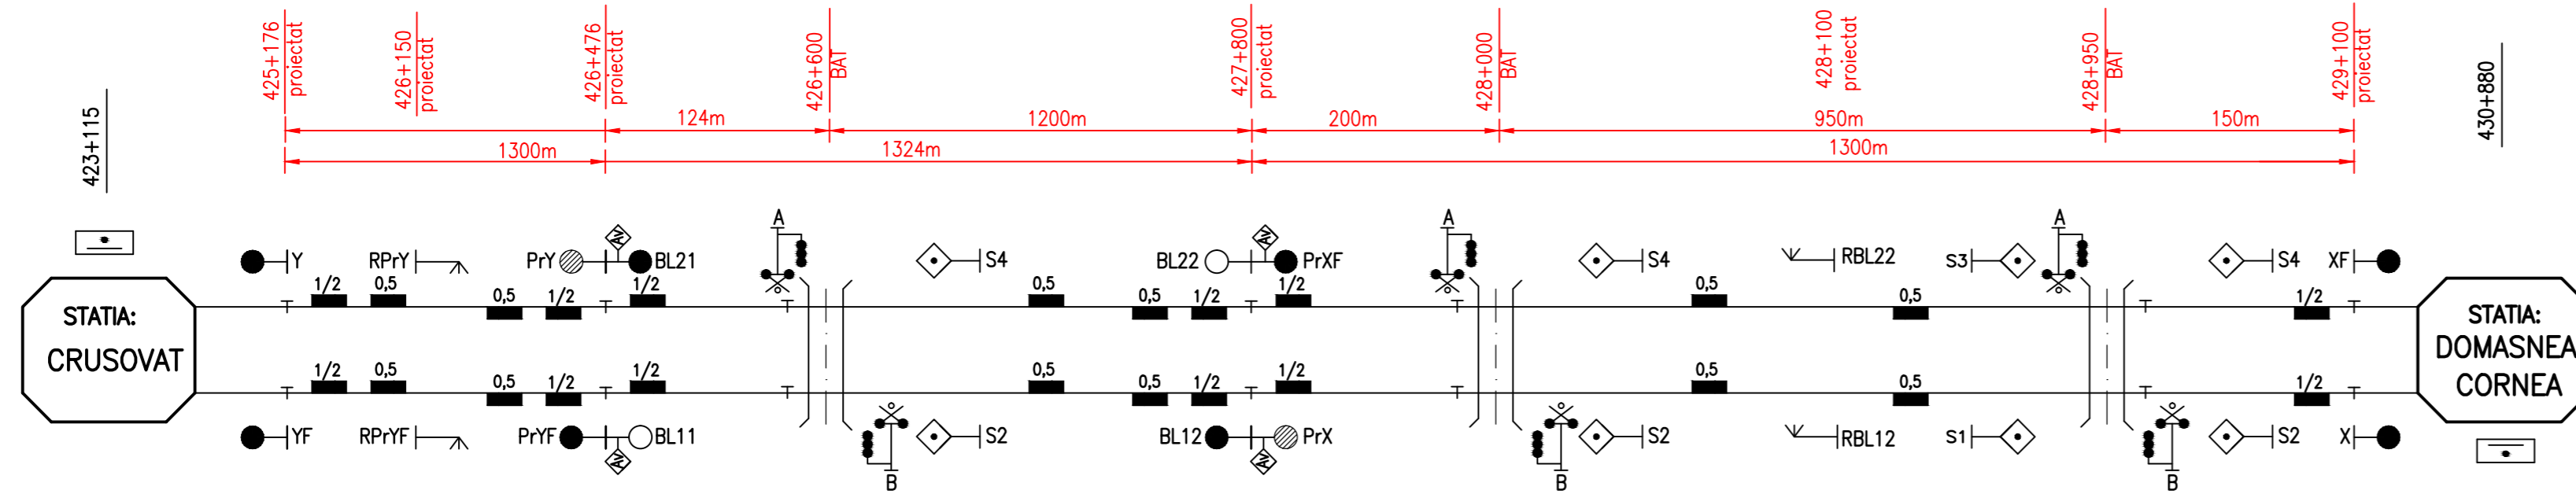 423+115
425+176
proiectat
426+150
proiectat
426+476
proiectat
426+600
BAT
427+800
proiectat
428+000
BAT
428+100
proiectat
428+950
BAT
429+100
proiectat
430+880
124m 1200m 200m 950m 150m
1300m 1324m 1300m
A A A
AV AV
Y RPrY PrY BL21 S4 BL22 PrXF S4 RBL22 S3 S4 XF
1/2 0,5 0,5 1/2 1/2 0,5 0,5 1/2 1/2 0,5 0,5 1/2
STATIA:
CRUSOVAT
STATIA:
DOMASNEA
CORNEA
1/2 0,5 0,5 1/2 1/2 0,5 0,5 1/2 1/2 0,5 0,5 1/2
YF RPrYF PrYF BL11 S2 BL12 PrX S2 RBL12 S1 S2 X
AV AV
B B B